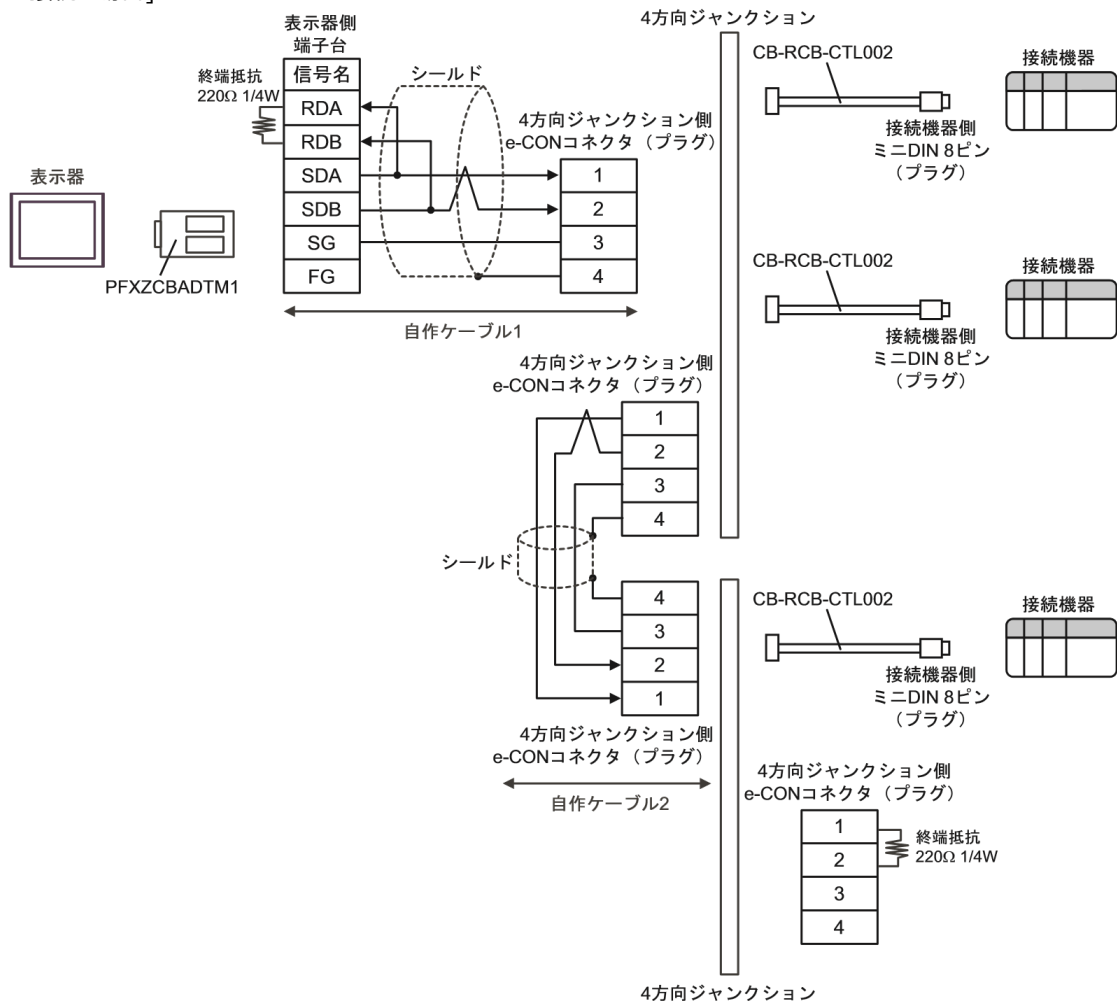 表示器側
端子台
信号名
RDA
RDB
SDA
SDB
SG
FG
終端抵抗
220Ω 1/4W
シールド
4方向ジャンクション側
e-CONコネクタ（プラグ）
1
2
3
4
表示器
PFXZCBADTM1
自作ケーブル1
4方向ジャンクション
CB-RCB-CTL002
接続機器側
ミニDIN 8ピン
（プラグ）
接続機器
CB-RCB-CTL002
接続機器側
ミニDIN 8ピン
（プラグ）
接続機器
4方向ジャンクション側
e-CONコネクタ（プラグ）
1
2
3
4
シールド
4
3
2
1
4方向ジャンクション側
e-CONコネクタ（プラグ）
自作ケーブル2
CB-RCB-CTL002
接続機器側
ミニDIN 8ピン
（プラグ）
接続機器
4方向ジャンクション側
e-CONコネクタ（プラグ）
1
2
3
4
終端抵抗
220Ω 1/4W
4方向ジャンクション